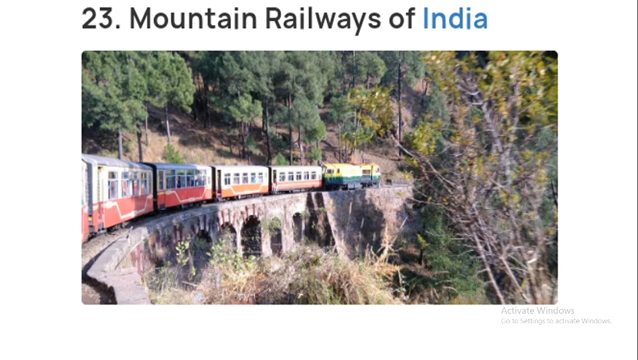 23. Mountain Railways of India
Activate Windows
Go to Settings to activate Windows.